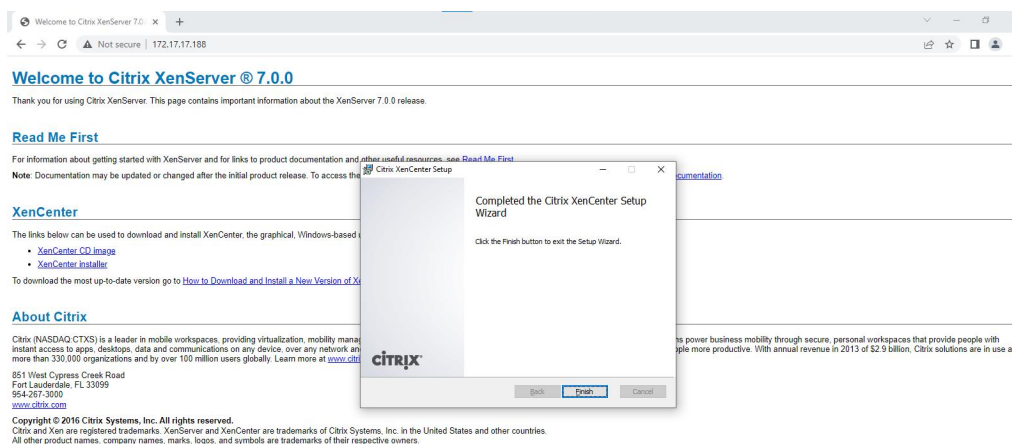 Welcome to Citrix XenServer 7.0.
Not secure | 172.17.17.188
Welcome to Citrix XenServer ® 7.0.0
Thank you for using Citrix XenServer. This page contains important information about the XenServer 7.0.0 release.
Read Me First
For information about getting started with XenServer and for links to product documentation and other useful resources, see Read Me First
Note: Documentation may be updated or changed after the initial product release. To access the
cumentation.
XenCenter
The links below can be used to download and install XenCenter, the graphical, Windows-based
XenCenter CD image
XenCenter installer
To download the most up-to-date version go to How to Download and Install a New Version of Xe
About Citrix
Citrix (NASDAQ:CTXS) is a leader in mobile workspaces, providing virtualization, mobility manag
ns power business mobility through secure, personal workspaces that provide people with
instant access to apps, desktops, data and communications on any device, over any network an
ple more productive. With annual revenue in 2013 of $2.9 billion, Citrix solutions are in use a
more than 330,000 organizations and by over 100 million users globally. Learn more at www.citri
851 West Cypress Creek Road
Fort Lauderdale, FL 33099
954-267-3000
www.citrix.com
Copyright © 2016 Citrix Systems, Inc. All rights reserved.
Citrix and Xen are registered trademarks. XenServer and XenCenter are trademarks of Citrix Systems, Inc. in the United States and other countries.
All other product names, company names, marks, logos, and symbols are trademarks of their respective owners.
Citrix XenCenter Setup
Completed the Citrix XenCenter Setup
Wizard
Click the Finish button to exit the Setup Wizard.
CITRIX
Back Finish Cancel